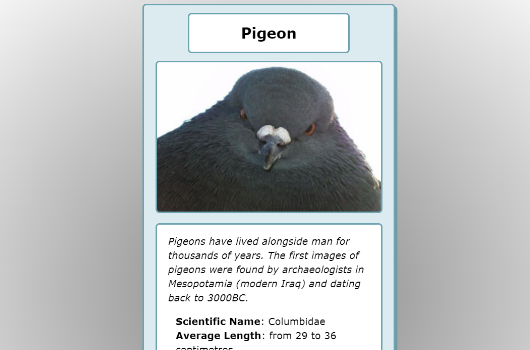 Pigeon
Pigeons have lived alongside man for
thousands of years. The first images of
pigeons were found by archaeologists in
Mesopotamia (modern Iraq) and dating
back to 3000BC.
Scientific Name: Columbidae
Average Length: from 29 to 36
centimetres